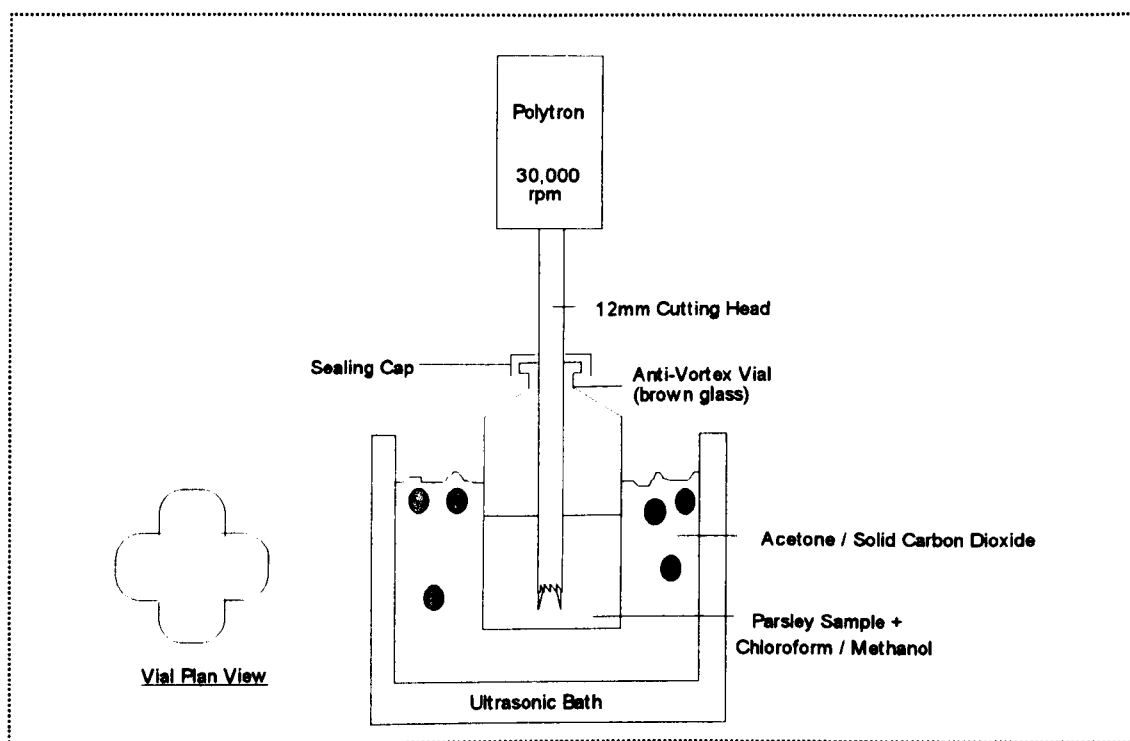 Polytron
30,000
rpm
12mm Cutting Head
Sealing Cap
Anti-Vortex Vial
(brown glass)
Acetone / Solid Carbon Dioxide
Parsley Sample +
Chloroform / Methanol
Vial Plan View
Ultrasonic Bath